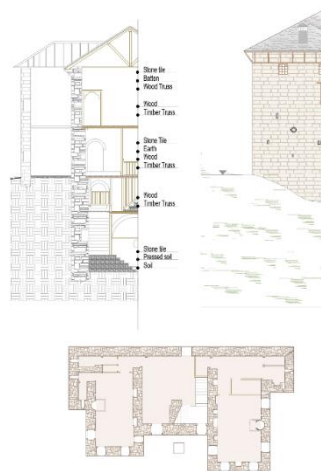 Stone tile
Batten
Wood Truss
Wood
Timber Truss
Stone Tile
Earth
Wood
Timber Truss
Wood
Timber Truss
Stone tile
Pressed soil
Soil